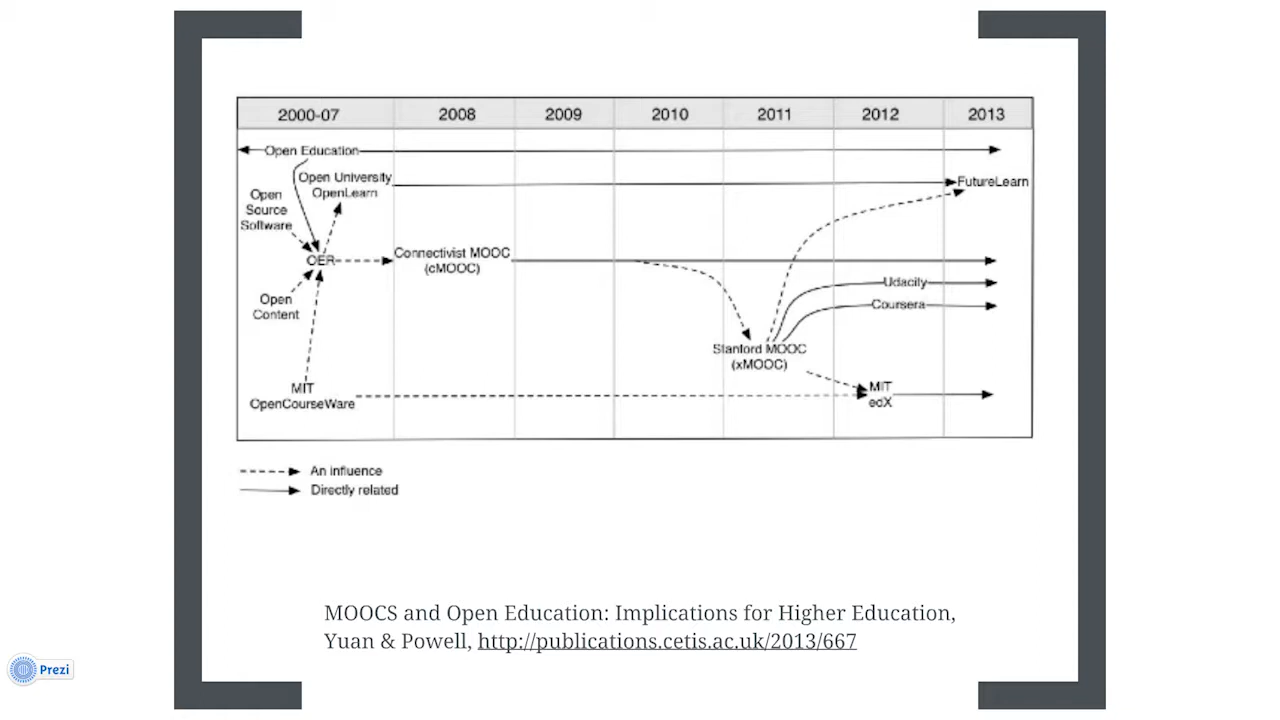 2000-07 2008 2009 2010 2011 2012 2013
Open Education
Open University
OpenLearn
FutureLearn
Open
Source
Software
OER
Connectivist MOOC
(cMOOC)
Udacity
Coursera
Open
Content
Stanford MOOC
(xMOOC)
MIT
OpenCourseWare
MIT
edX
An influence
Directly related
MOOCS and Open Education: Implications for Higher Education,
Yuan & Powell, http://publications.cetis.ac.uk/2013/667
Prezi